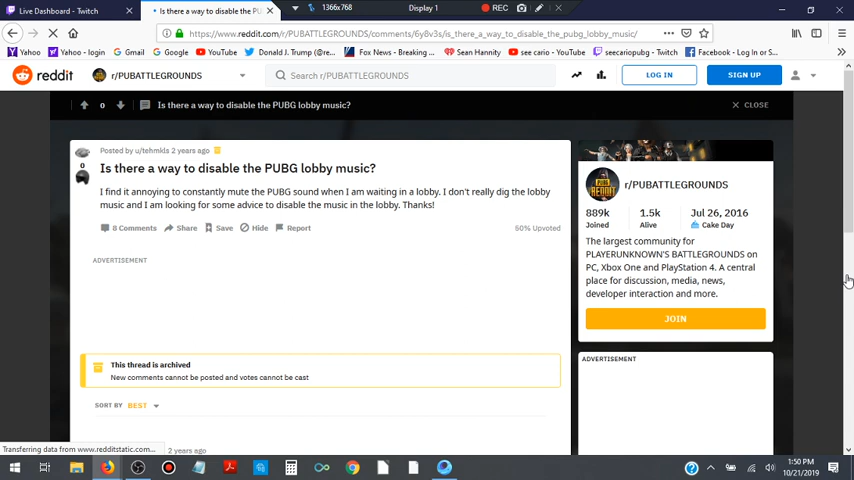 Live Dashboard - Twitch
Is there a way to disable the PU
1366x768
Display 1
REC
https://www.reddit.com/r/PUBATTLEGROUNDS/comments/6y8v3s/is_there_a_way_to_disable_the_pubg_lobby_music/
Yahoo Yahoo - login Gmail Google YouTube Donald J. Trump (@re... Fox News - Breaking ... Sean Hannity see cario - YouTube seecariopubg - Twitch Facebook - Log In or S...
reddit r/PUBATTLEGROUNDS Search r/PUBATTLEGROUNDS LOG IN SIGN UP
0 Is there a way to disable the PUBG lobby music? CLOSE
Posted by u/tehmkls 2 years ago
0
Is there a way to disable the PUBG lobby music?
I find it annoying to constantly mute the PUBG sound when I am waiting in a lobby. I don't really dig the lobby
music and I am looking for some advice to disable the music in the lobby. Thanks!
8 Comments Share Save Hide Report 50% Upvoted
ADVERTISEMENT
This thread is archived
New comments cannot be posted and votes cannot be cast
SORT BY BEST
2 years ago
PUBG
REDDIT
r/PUBATTLEGROUNDS
889k 1.5k Jul 26, 2016
Joined Alive Cake Day
The largest community for
PLAYERUNKNOWN'S BATTLEGROUNDS on
PC, Xbox One and PlayStation 4. A central
place for discussion, media, news,
developer interaction and more.
JOIN
ADVERTISEMENT
Transferring data from www.redditstatic.com...
1:50 PM
10/21/2019